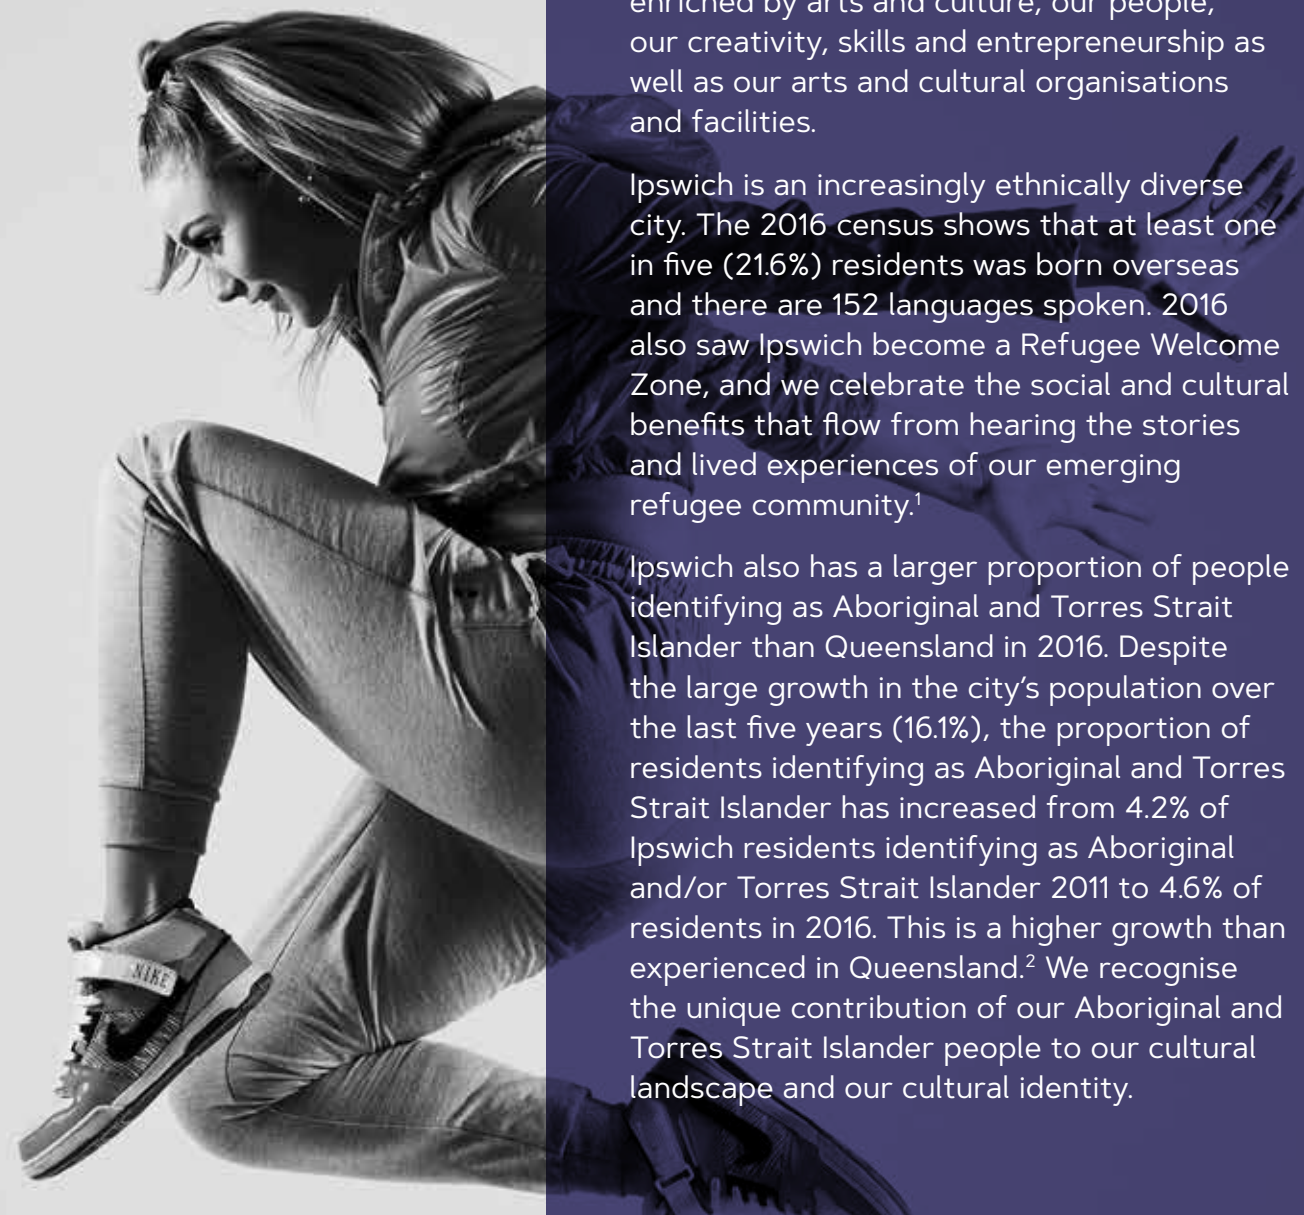 enriched by arts and culture, our people,
our creativity, skills and entrepreneurship as
well as our arts and cultural organisations
and facilities.
Ipswich is an increasingly ethnically diverse
city. The 2016 census shows that at least one
in five (21.6%) residents was born overseas
and there are 152 languages spoken. 2016
also saw Ipswich become a Refugee Welcome
Zone, and we celebrate the social and cultural
benefits that flow from hearing the stories
and lived experiences of our emerging
refugee community.¹
Ipswich also has a larger proportion of people
identifying as Aboriginal and Torres Strait
Islander than Queensland in 2016. Despite
the large growth in the city’s population over
the last five years (16.1%), the proportion of
residents identifying as Aboriginal and Torres
Strait Islander has increased from 4.2% of
Ipswich residents identifying as Aboriginal
and/or Torres Strait Islander 2011 to 4.6% of
residents in 2016. This is a higher growth than
experienced in Queensland.² We recognise
the unique contribution of our Aboriginal and
Torres Strait Islander people to our cultural
landscape and our cultural identity.
NIKE